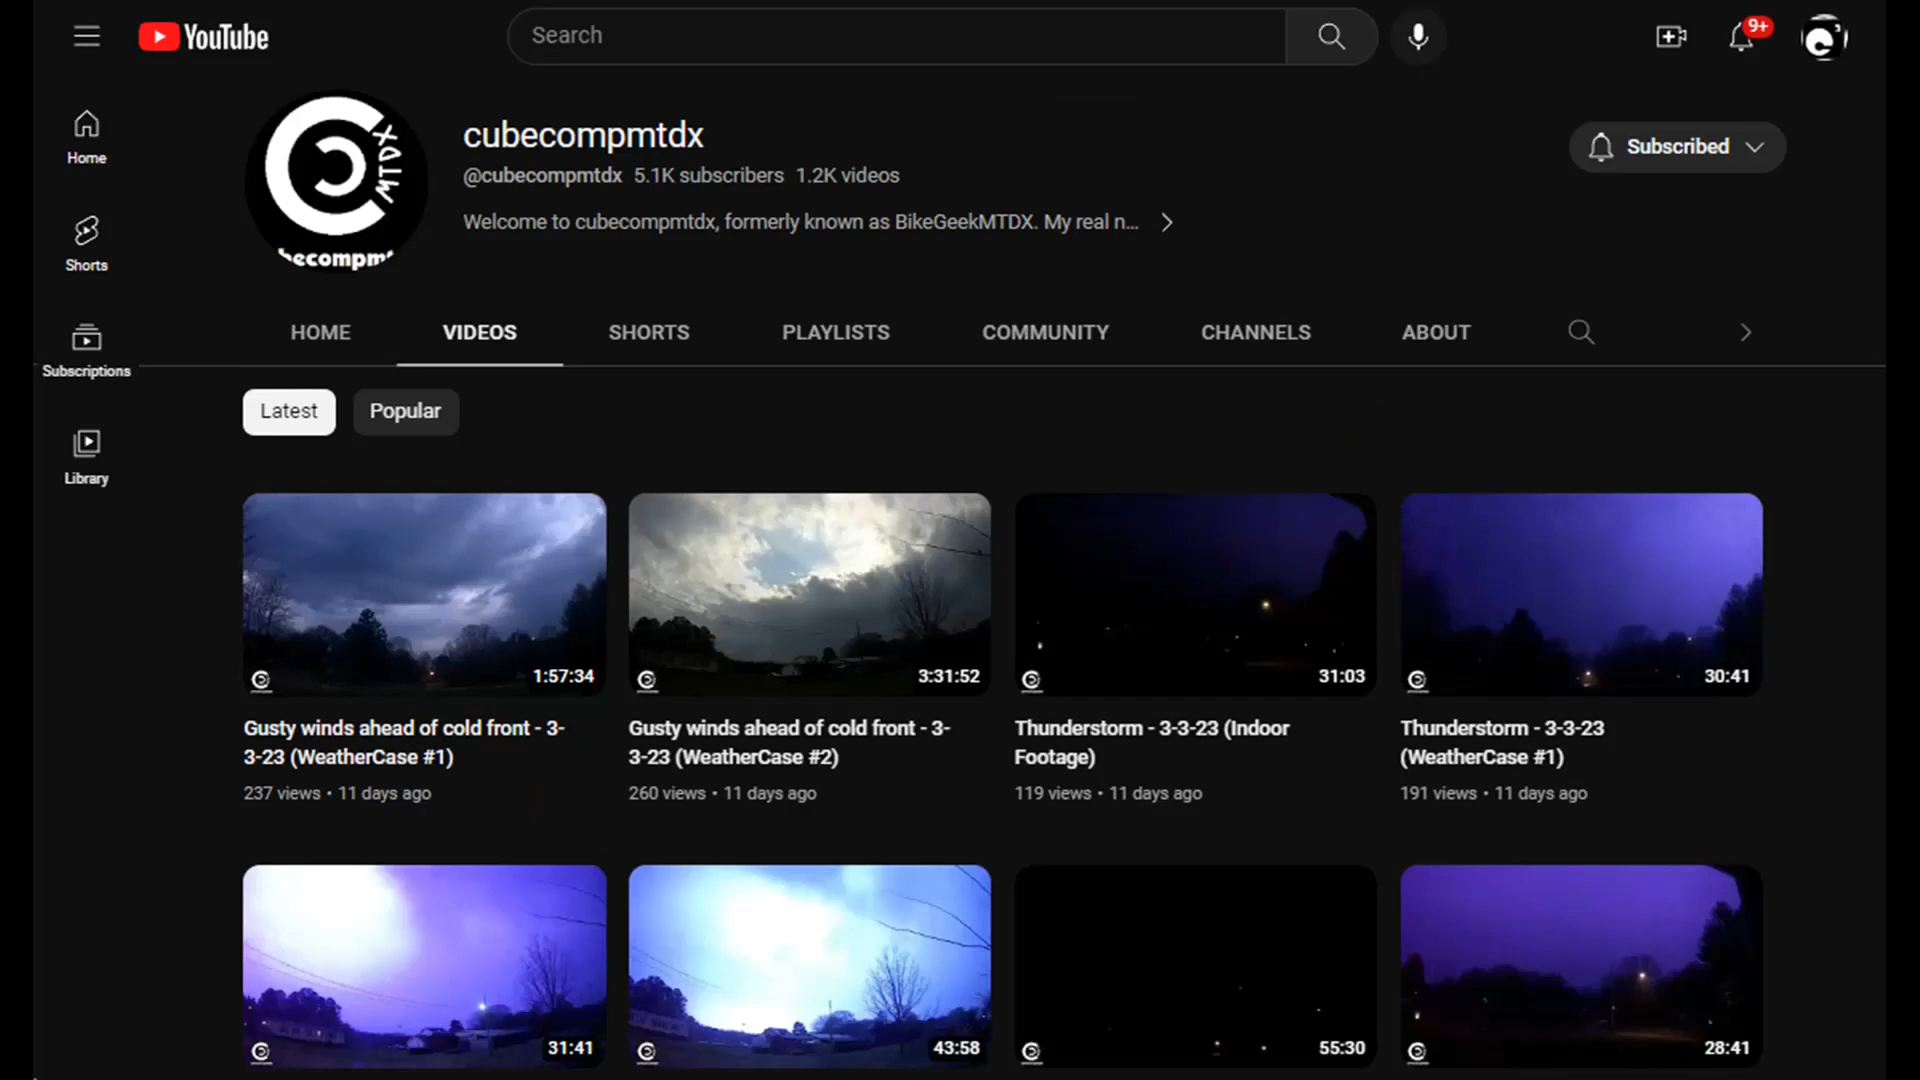 YouTube
Search
9+
Home
Shorts
Subscriptions
Library
MTDX
becompm
cubecompmtdx
@cubecompmtdx 5.1K subscribers 1.2K videos
Welcome to cubecompmtdx, formerly known as BikeGeekMTDX. My real n...
Subscribed
HOME VIDEOS SHORTS PLAYLISTS COMMUNITY CHANNELS ABOUT
Latest Popular
1:57:34
3:31:52
31:03
30:41
Gusty winds ahead of cold front - 3-
3-23 (WeatherCase #1)
237 views • 11 days ago
Gusty winds ahead of cold front - 3-
3-23 (WeatherCase #2)
260 views • 11 days ago
Thunderstorm - 3-3-23 (Indoor
Footage)
119 views • 11 days ago
Thunderstorm - 3-3-23
(WeatherCase #1)
191 views • 11 days ago
31:41
43:58
55:30
28:41